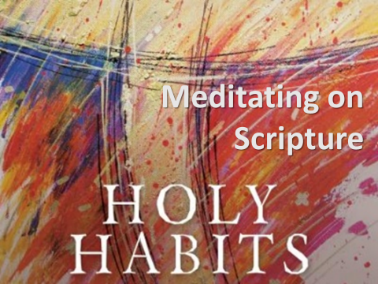 Meditating on
Scripture
HOLY
HABITS